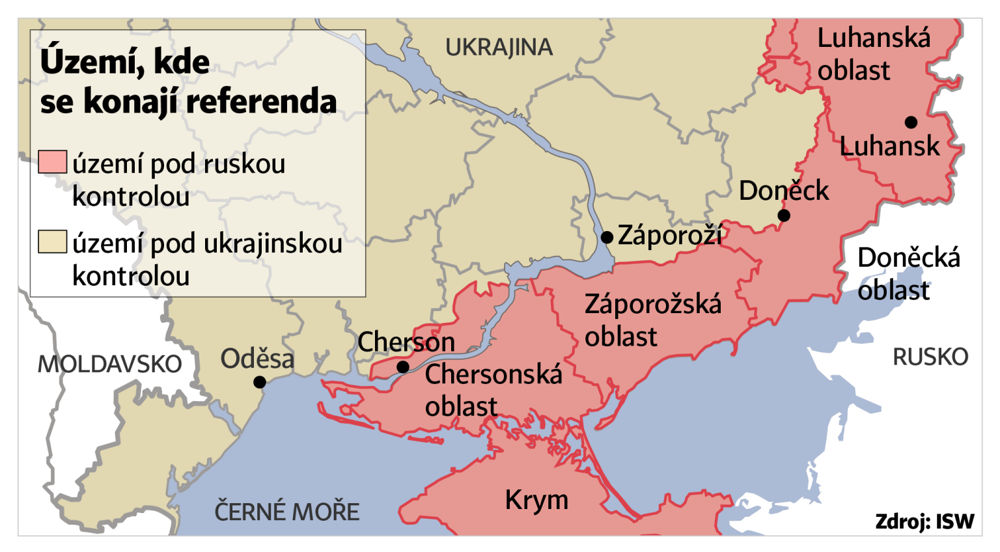 Území, kde
se konají referenda
území pod ruskou
kontrolou
území pod ukrajinskou
kontrolou
UKRAJINA
Luhanská
oblast
Luhansk
Doněck
Záporoží
Doněcká
oblast
Záporožská
oblast
Cherson
Chersonská
oblast
MOLDAVSKO
Oděsa
RUSKO
Krym
ČERNÉ MOŘE
Zdroj: ISW